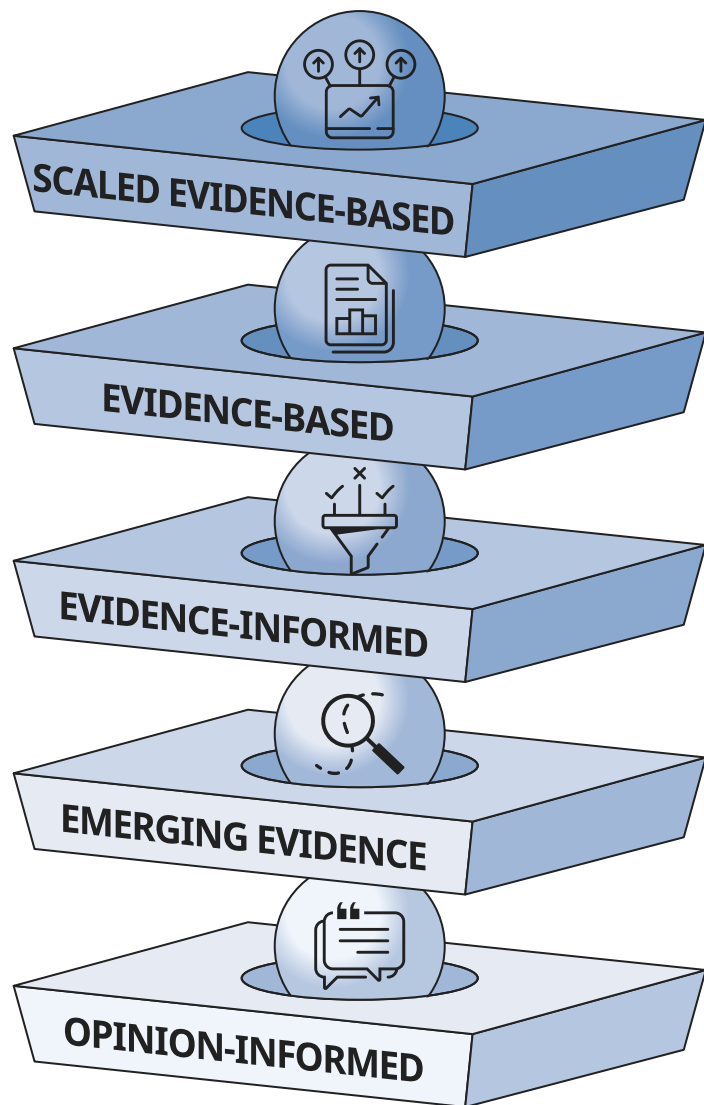 SCALED EVIDENCE-BASED
EVIDENCE-BASED
EVIDENCE-INFORMED
EMERGING EVIDENCE
OPINION-INFORMED